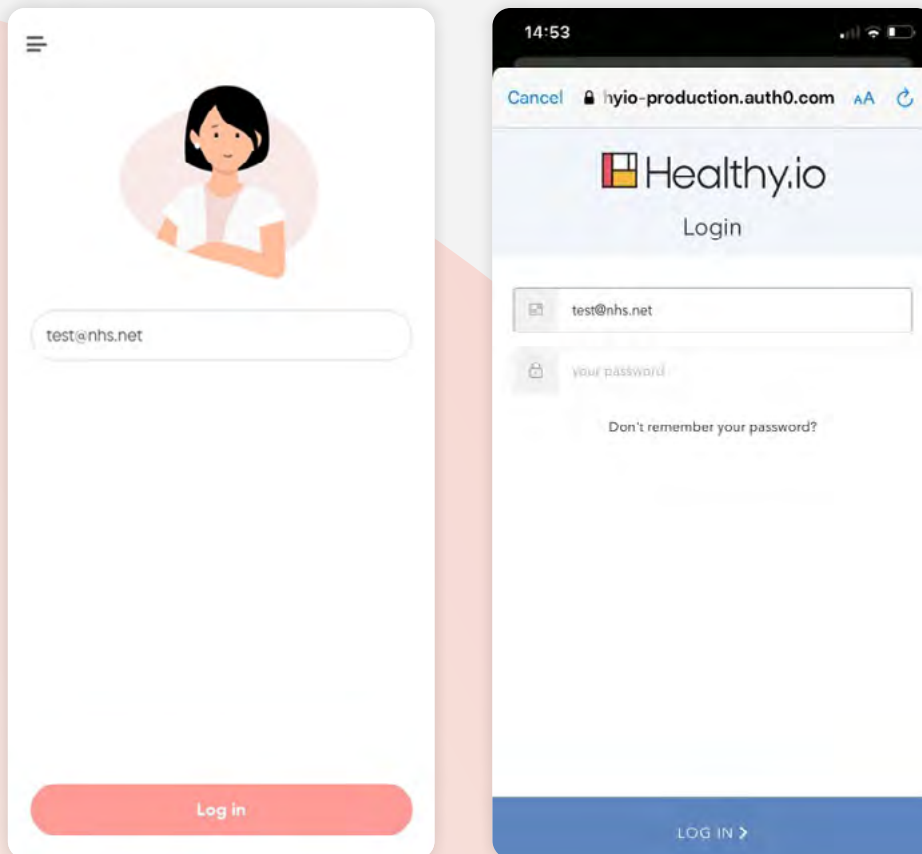 test@nhs.net
Log in
14:53
Cancel hyio-production.auth0.com AA
Healthy.io
Login
test@nhs.net
your password
Don't remember your password?
LOG IN >